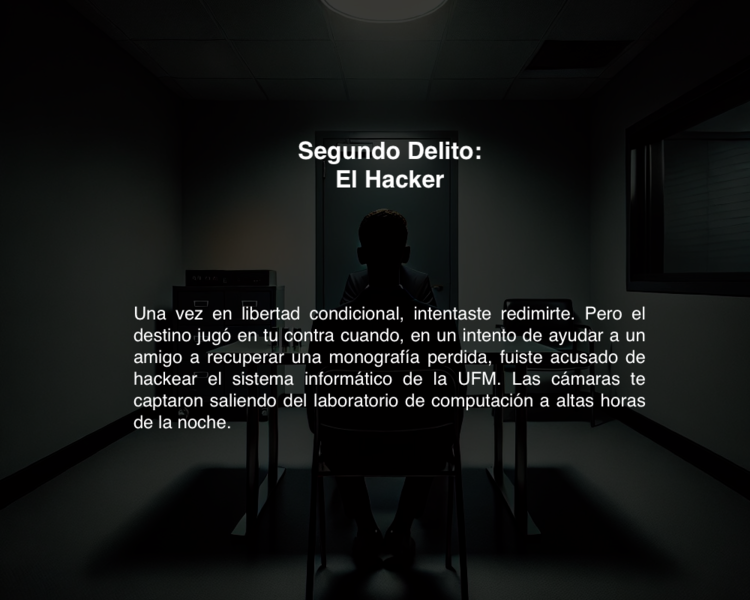 Segundo Delito:
El Hacker
Una vez en libertad condicional, intentaste redimirte. Pero el
destino jugó en tu contra cuando, en un intento de ayudar a un
amigo a recuperar una monografía perdida, fuiste acusado de
hackear el sistema informático de la UFM. Las cámaras te
captaron saliendo del laboratorio de computación a altas horas
de la noche.